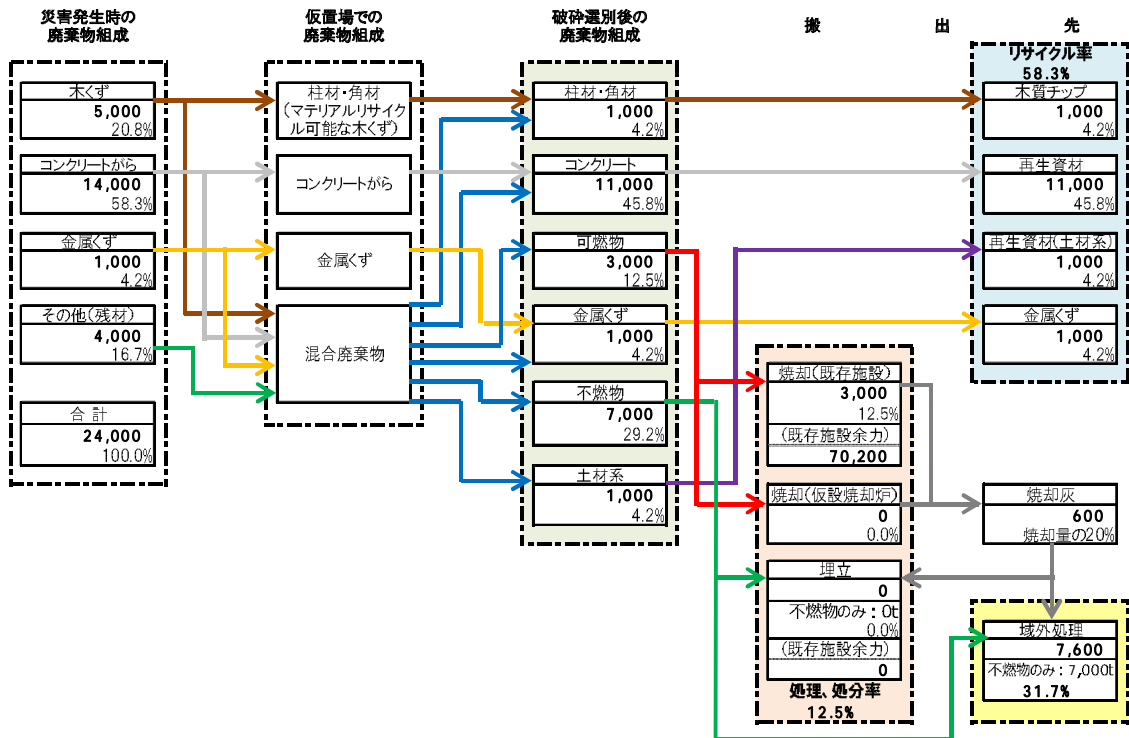 災害発生時の
廃棄物組成
木くず
5,000
20.8%
コンクリートがら
14,000
58.3%
金属くず
1,000
4.2%
その他(残材)
4,000
16.7%
合計
24,000
100.0%
仮置場での
廃棄物組成
柱材・角材
(マテリアルリサイク
ル可能な木くず)
コンクリートがら
金属くず
混合廃棄物
破砕選別後の
廃棄物組成
柱材・角材
1,000
4.2%
コンクリート
11,000
45.8%
可燃物
3,000
12.5%
金属くず
1,000
4.2%
不燃物
7,000
29.2%
土材系
1,000
4.2%
搬 出 先
焼却(既存施設)
3,000
12.5%
(既存施設余力)
70,200
焼却(仮設焼却炉)
0
0.0%
埋立
0
不燃物のみ:0t
0.0%
(既存施設余力)
0
処理、処分率
12.5%
リサイクル率
58.3%
木質チップ
1,000
4.2%
再生資材
11,000
45.8%
再生資材(土材系)
1,000
4.2%
金属くず
1,000
4.2%
焼却灰
600
焼却量の20%
域外処理
7,600
不燃物のみ:7,000t
31.7%